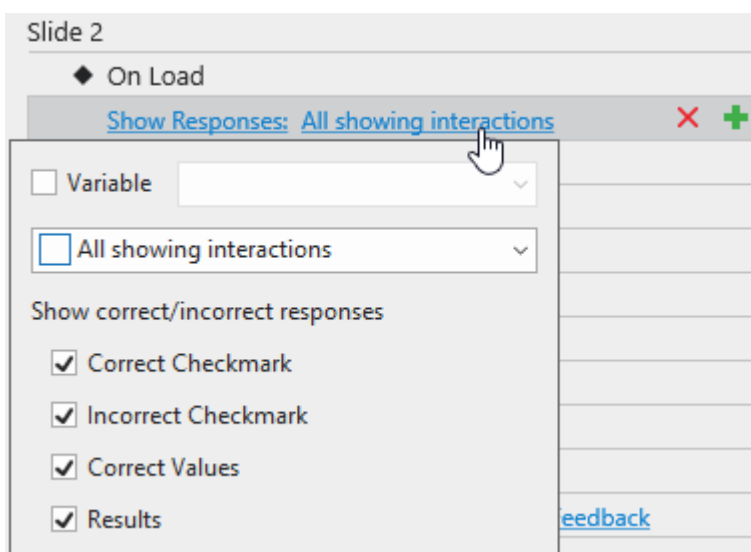 Slide 2
On Load
Show Responses: All showing interactions
Variable
All showing interactions
Show correct/incorrect responses
Correct Checkmark
Incorrect Checkmark
Correct Values
Results
eedback